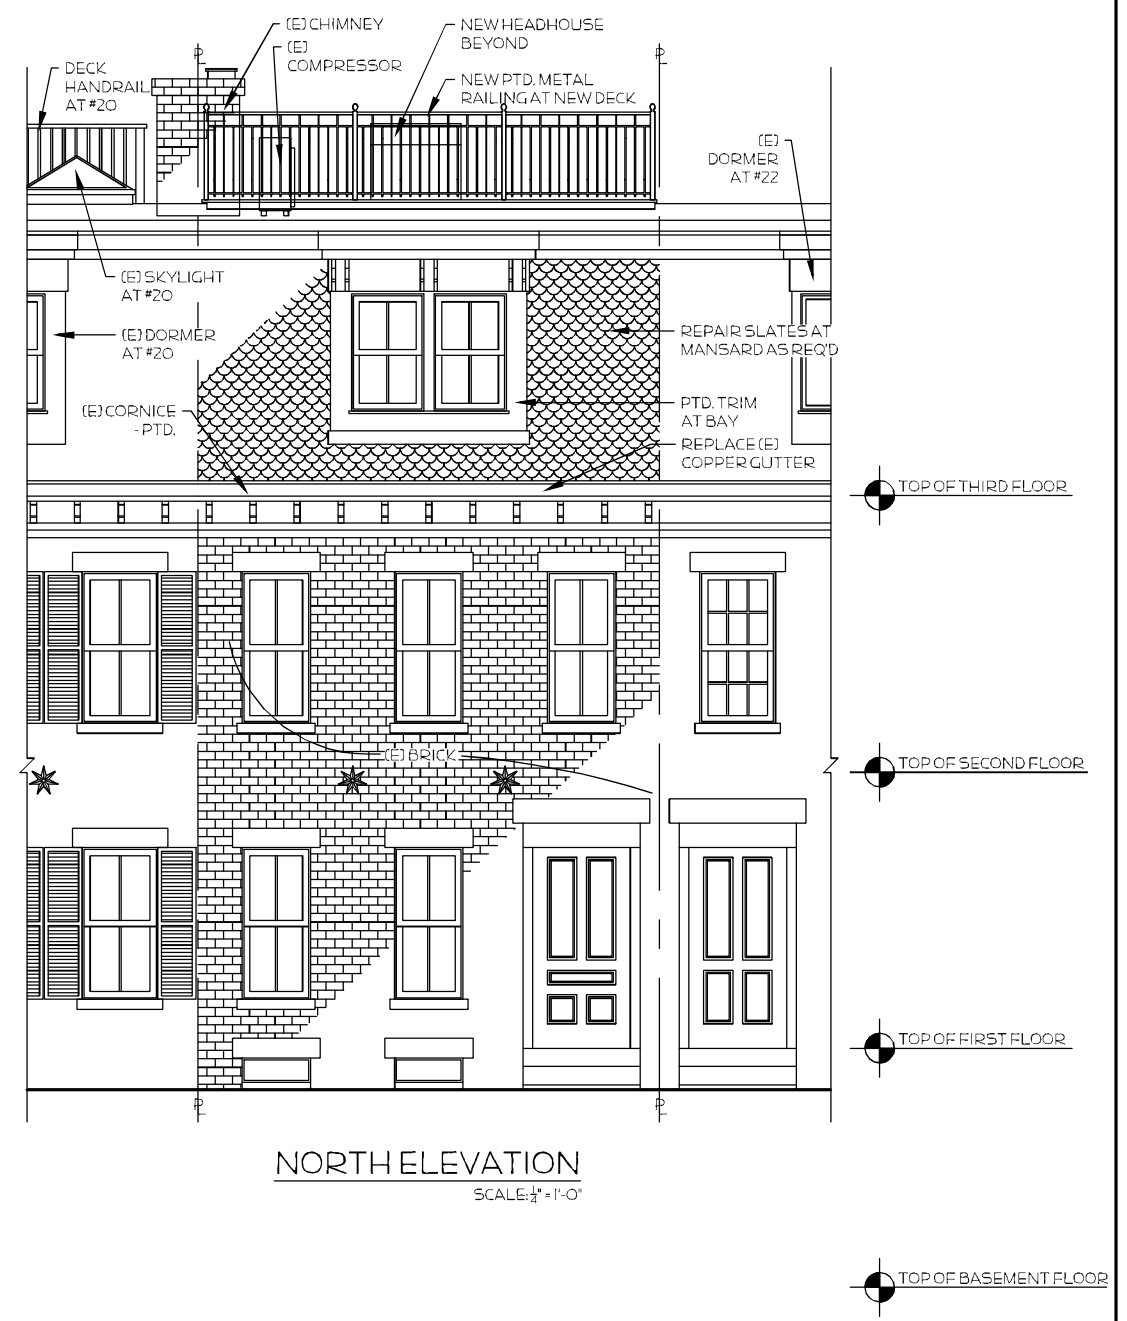 (E) CHIMNEY
(E)
COMPRESSOR
NEW HEADHOUSE
BEYOND
DECK
HANDRAIL
AT #20
NEW PTD. METAL
RAILING AT NEW DECK
PL
PL
(E)
DORMER
AT #22
(E) SKYLIGHT
AT #20
(E) DORMER
AT #20
REPAIR SLATES AT
MANSARD AS REQ'D
(E) CORNICE
- PTD.
PTD. TRIM
AT BAY
REPLACE (E)
COPPER GUTTER
TOP OF THIRD FLOOR
(E) BRICK
TOP OF SECOND FLOOR
TOP OF FIRST FLOOR
PL
PL
NORTH ELEVATION
SCALE: 1/4" = 1'-0"
TOP OF BASEMENT FLOOR